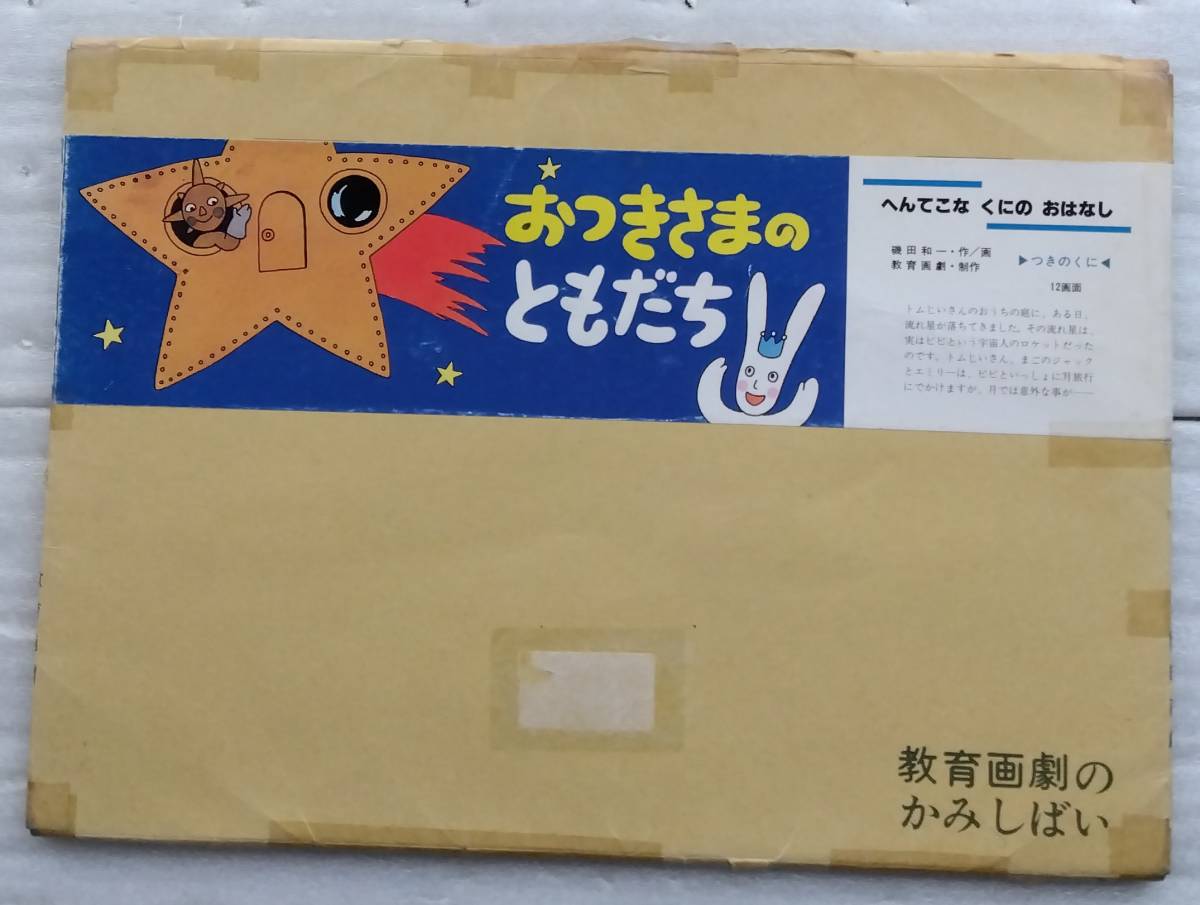 おつきさまの
ともだち
へんてこな くにの おはなし
磯田和一・作／画
教育画劇・制作
▶つきのくに◀
12画面
トムじいさんのおうちの庭に、ある日、
流れ星が落ちてきました。その流れ星は、
実はピピという宇宙人のロケットだった
のです。トムじいさん、まごのジャック
とエミリーは、ピピといっしょに月旅行
にでかけますが、月では意外な事が――
教育画劇の
かみしばい